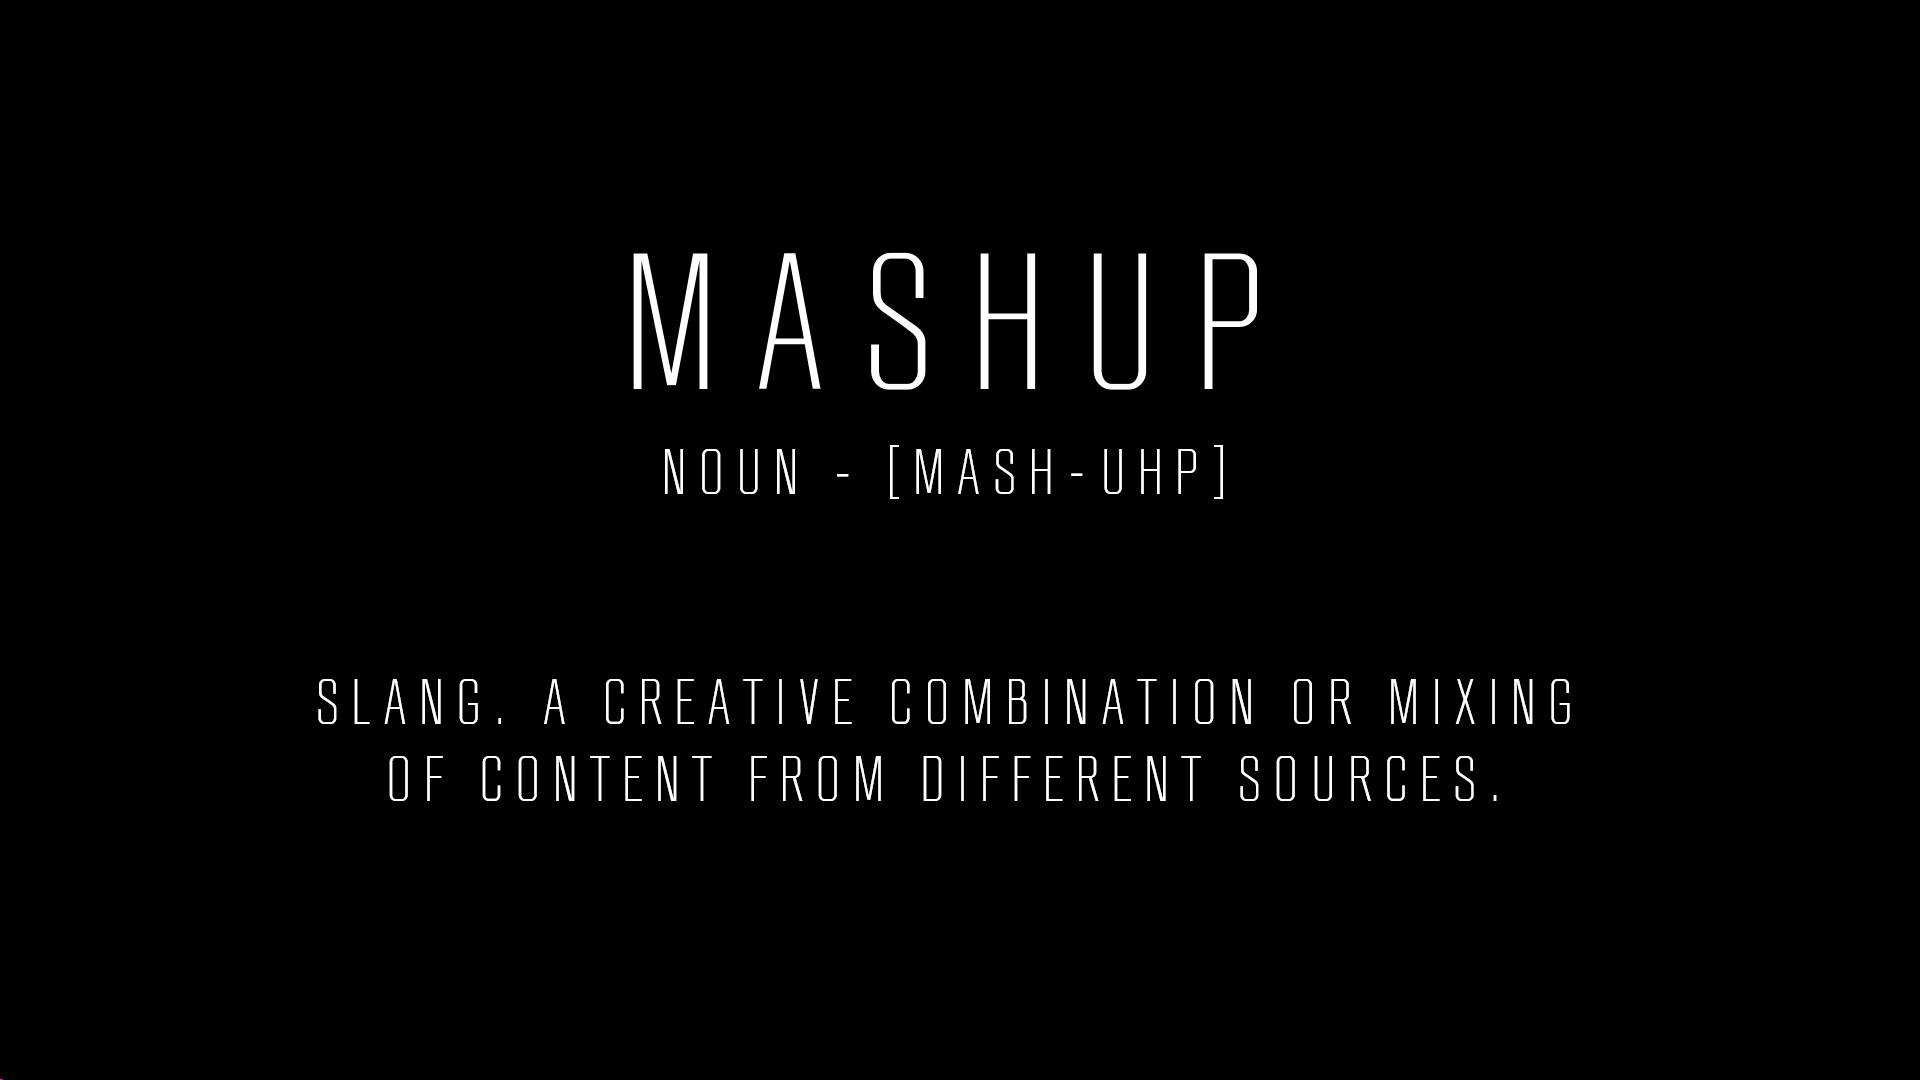 MASHUP
NOUN - [MASH-UHP]
SLANG. A CREATIVE COMBINATION OR MIXING
OF CONTENT FROM DIFFERENT SOURCES.